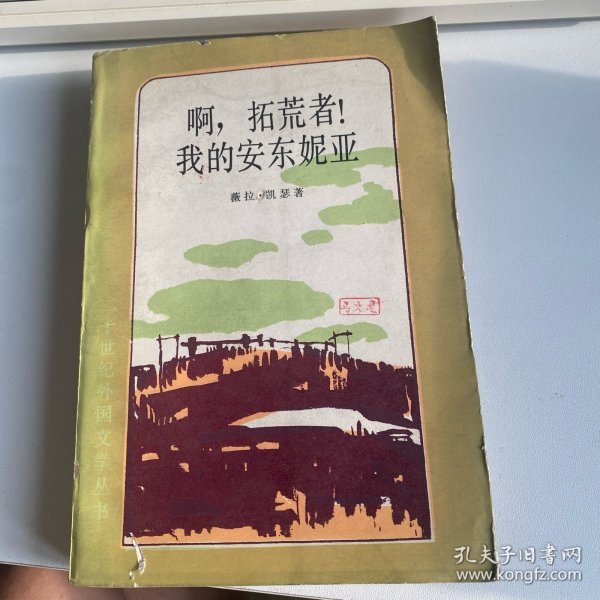 啊，拓荒者！
我的安东妮亚
薇拉·凯瑟著
十世纪外国文学丛书
孔夫子旧书网
www.kongfz.com